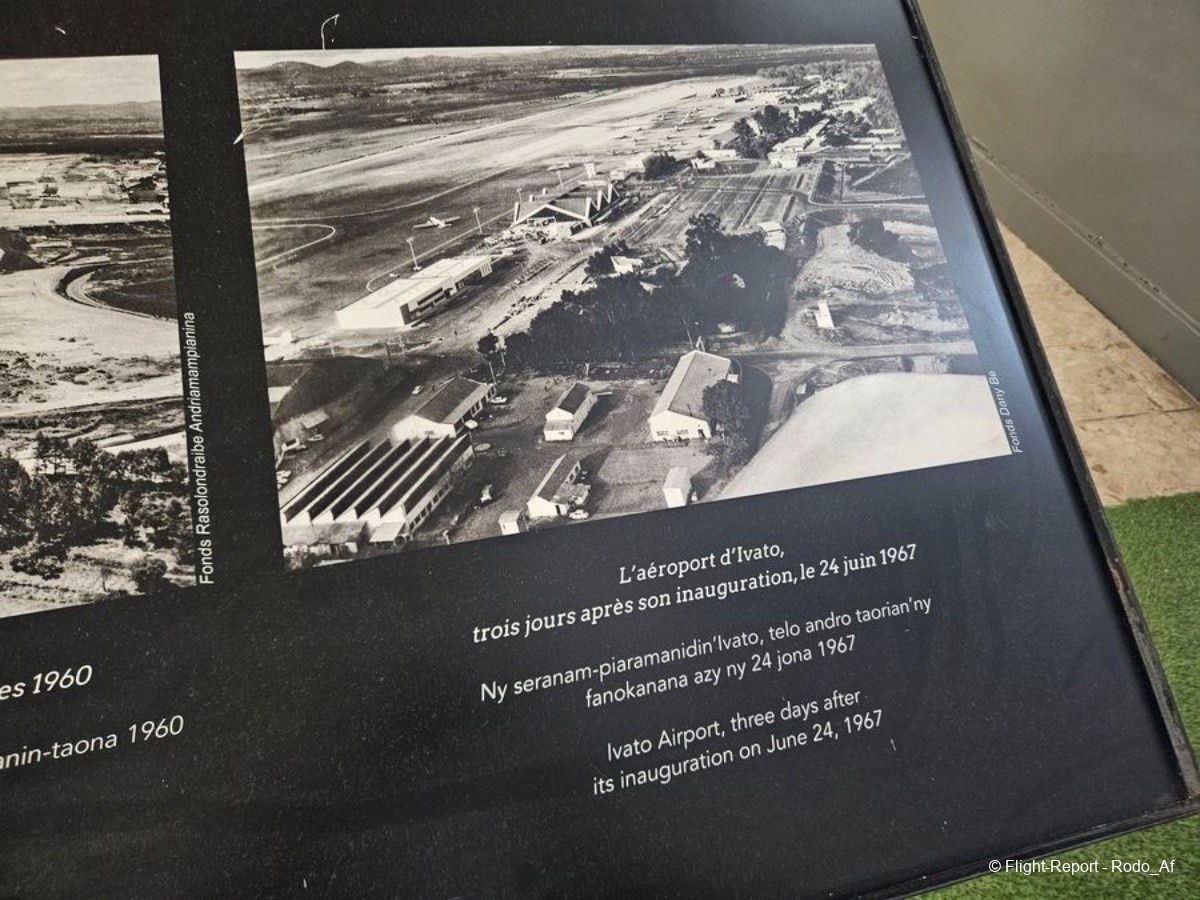 Fonds Rasolondraibe Andriamampianina
Fonds Dany Be
L'aéroport d'Ivato,
trois jours après son inauguration, le 24 juin 1967
Ny seranam-piaramanidin'Ivato, telo andro taorian'ny
fanokanana azy ny 24 jona 1967
Ivato Airport, three days after
its inauguration on June 24, 1967
es 1960
anin-taona 1960
© Flight-Report - Rodo_Af